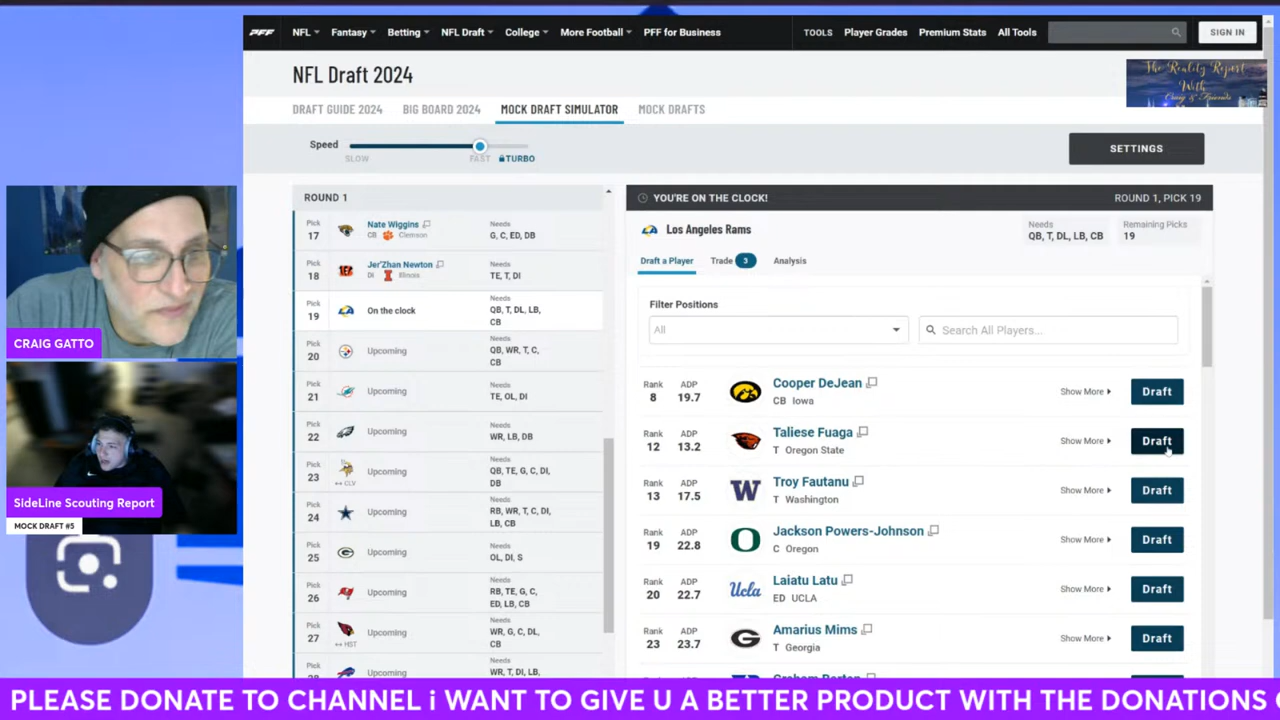 PFF NFL Fantasy Betting NFL Draft College More Football PFF for Business TOOLS Player Grades Premium Stats All Tools SIGN IN
NFL Draft 2024
The Reality Report
With
Craig & Friends
DRAFT GUIDE 2024 BIG BOARD 2024 MOCK DRAFT SIMULATOR MOCK DRAFTS
Speed
SLOW FAST TURBO
SETTINGS
ROUND 1
Pick 17 Nate Wiggins CB Clemson Needs G, C, ED, DB
Pick 18 Jer'Zhan Newton DI Illinois Needs TE, T, DI
Pick 19 On the clock Needs QB, T, DL, LB, CB
Pick 20 Upcoming Needs QB, WR, T, C, CB
Pick 21 Upcoming Needs TE, OL, DI
Pick 22 Upcoming Needs WR, LB, DB
Pick 23 CLV Upcoming Needs QB, TE, G, C, DI, DB
Pick 24 Upcoming Needs RB, WR, T, C, DI, LB, CB
Pick 25 Upcoming Needs OL, DI, S
Pick 26 Upcoming Needs RB, TE, G, C, ED, LB, CB
Pick 27 HST Upcoming Needs WR, G, C, DL, CB
Pick Upcoming Needs WR, T, DI, LB,
YOU'RE ON THE CLOCK! ROUND 1, PICK 19
Los Angeles Rams
Needs
QB, T, DL, LB, CB
Remaining Picks
19
Draft a Player Trade 3 Analysis
Filter Positions
All
Search All Players...
Rank 8 ADP 19.7 Cooper DeJean CB Iowa Show More Draft
Rank 12 ADP 13.2 Taliese Fuaga T Oregon State Show More Draft
Rank 13 ADP 17.5 Troy Fautanu T Washington Show More Draft
Rank 19 ADP 22.8 Jackson Powers-Johnson C Oregon Show More Draft
Rank 20 ADP 22.7 Ucla Laiatu Latu ED UCLA Show More Draft
Rank 23 ADP 23.7 Amarius Mims T Georgia Show More Draft
CRAIG GATTO
SideLine Scouting Report
MOCK DRAFT #5
PLEASE DONATE TO CHANNEL i WANT TO GIVE U A BETTER PRODUCT WITH THE DONATIONS